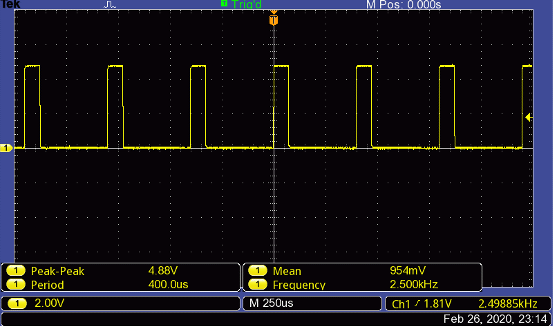 Tek Trig'd M Pos: 0.000s
T
1
1 Peak-Peak 4.88V 1 Mean 954mV
1 Period 400.0us 1 Frequency 2.500kHz
1 2.00V M 250us Ch1 1.81V 2.49885kHz
Feb 26, 2020, 23:14